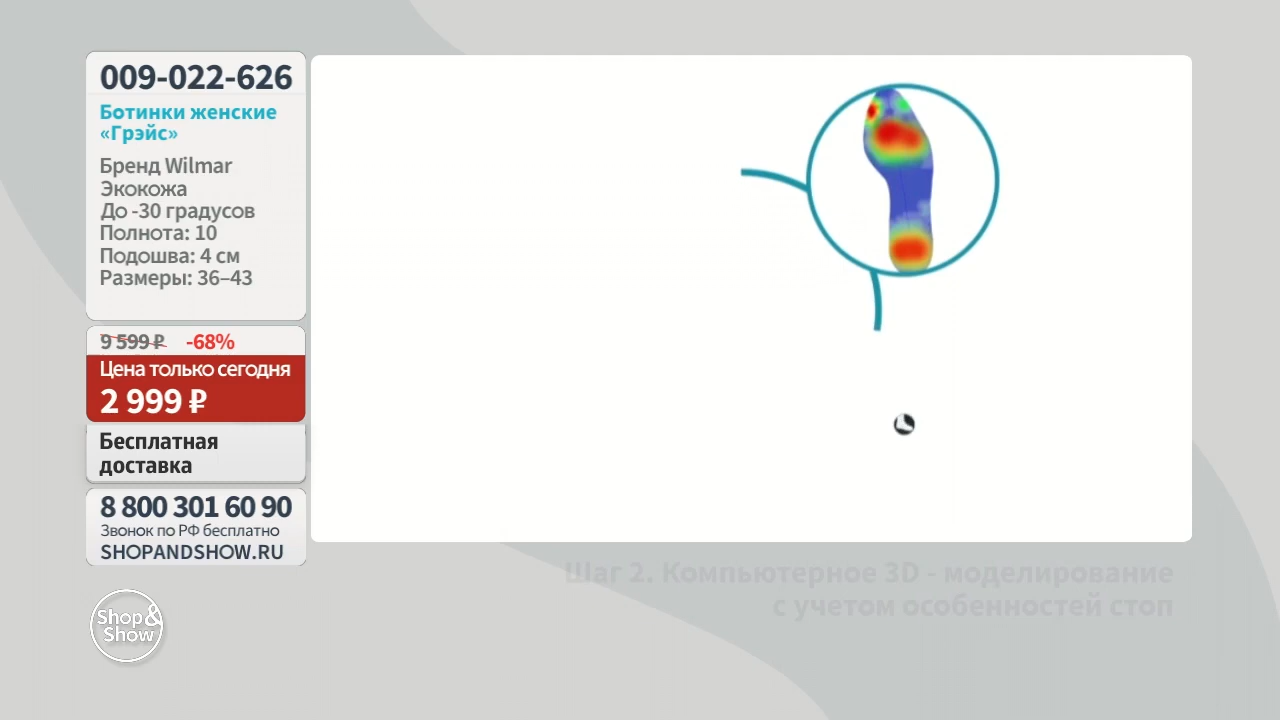 009-022-626
Ботинки женские
«Грэйс»
Бренд Wilmar
Экокожа
До -30 градусов
Полнота: 10
Подошва: 4 см
Размеры: 36–43
9 599 ₽ -68%
Цена только сегодня
2 999 ₽
Бесплатная
доставка
8 800 301 60 90
Звонок по РФ бесплатно
SHOPANDSHOW.RU
Shop&
Show
Шаг 2. Компьютерное 3D - моделирование
с учетом особенностей стоп